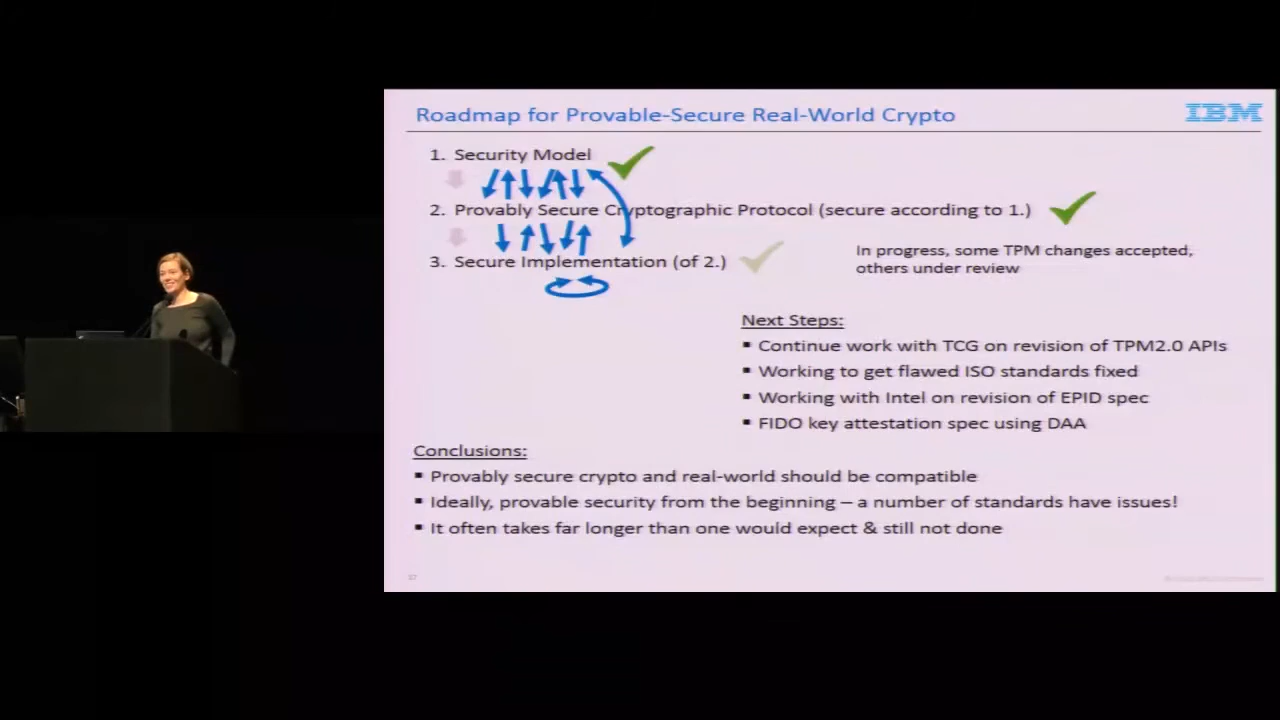 Roadmap for Provable-Secure Real-World Crypto
IBM
1. Security Model
2. Provably Secure Cryptographic Protocol (secure according to 1.)
3. Secure Implementation (of 2.)
In progress, some TPM changes accepted,
others under review
Next Steps:
▪ Continue work with TCG on revision of TPM2.0 APIs
▪ Working to get flawed ISO standards fixed
▪ Working with Intel on revision of EPID spec
▪ FIDO key attestation spec using DAA
Conclusions:
▪ Provably secure crypto and real-world should be compatible
▪ Ideally, provable security from the beginning – a number of standards have issues!
▪ It often takes far longer than one would expect & still not done